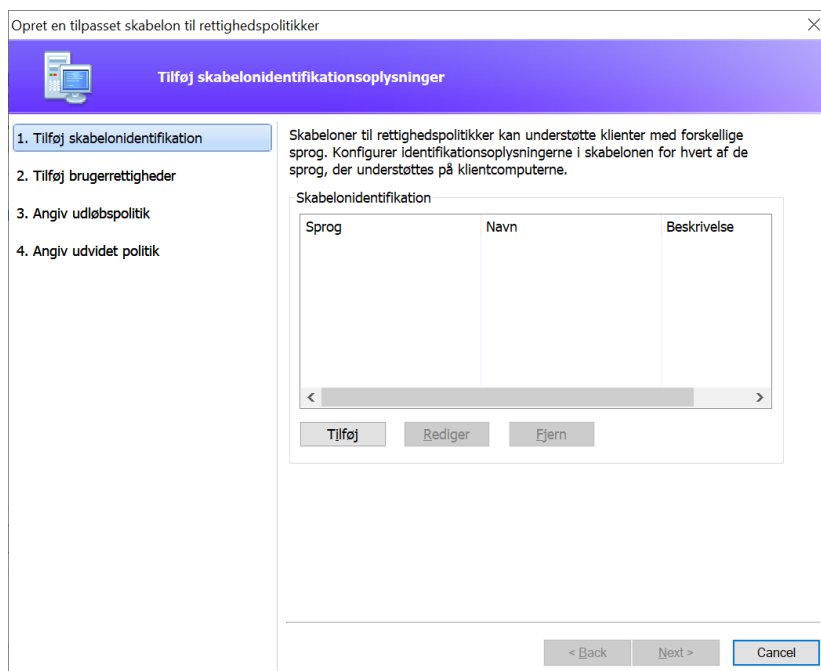 Opret en tilpasset skabelon til rettighedspolitikker
Tilføj skabelonidentifikationsoplysninger
1. Tilføj skabelonidentifikation
2. Tilføj brugerrettigheder
3. Angiv udløbspolitik
4. Angiv udvidet politik
Skabeloner til rettighedspolitikker kan understøtte klienter med forskellige
sprog. Konfigurer identifikationsoplysningerne i skabelonen for hvert af de
sprog, der understøttes på klientcomputerne.
Skabelonidentifikation
Sprog Navn Beskrivelse
Tilføj Rediger Fjern
< Back Next > Cancel